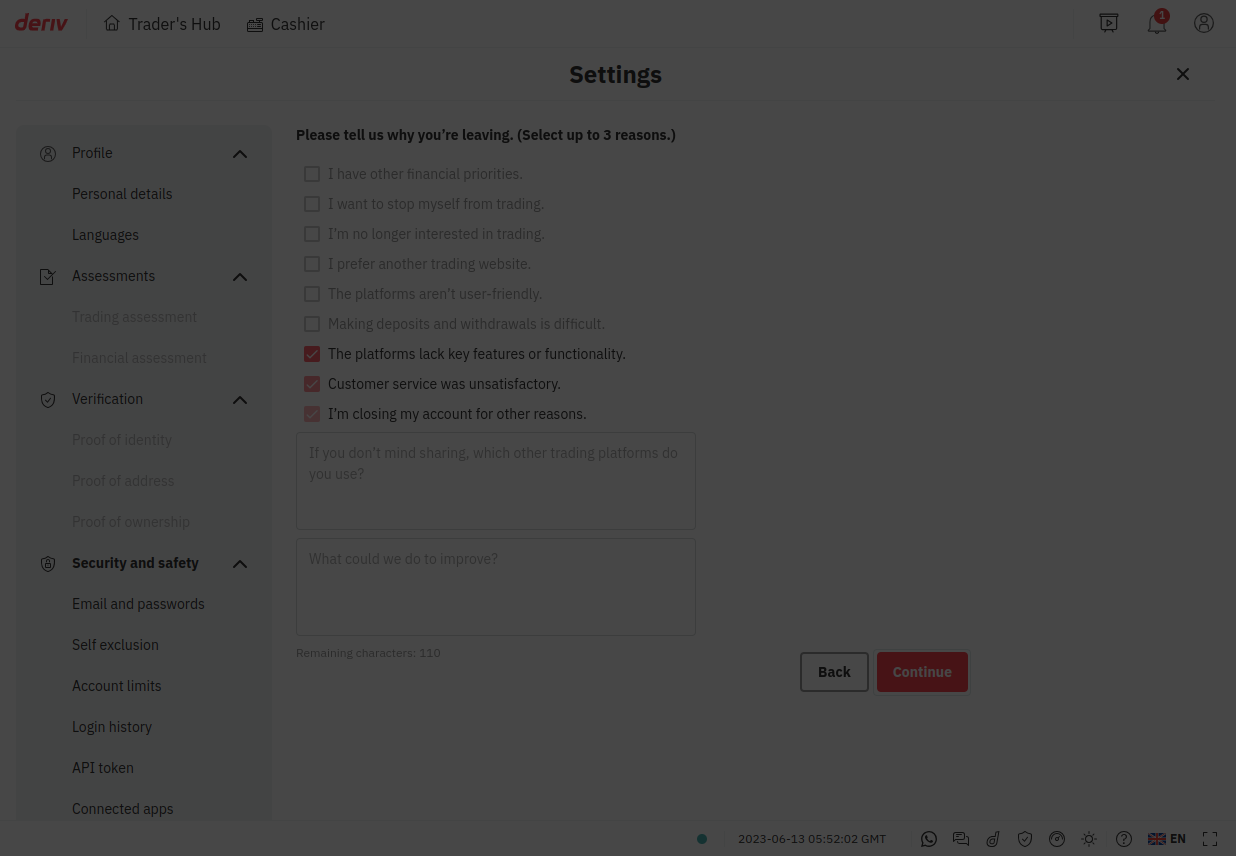 deriv
Trader's Hub
Cashier
1
Settings
Profile
Personal details
Languages
Assessments
Trading assessment
Financial assessment
Verification
Proof of identity
Proof of address
Proof of ownership
Security and safety
Email and passwords
Self exclusion
Account limits
Login history
API token
Connected apps
Please tell us why you’re leaving. (Select up to 3 reasons.)
I have other financial priorities.
I want to stop myself from trading.
I’m no longer interested in trading.
I prefer another trading website.
The platforms aren’t user-friendly.
Making deposits and withdrawals is difficult.
The platforms lack key features or functionality.
Customer service was unsatisfactory.
I’m closing my account for other reasons.
If you don’t mind sharing, which other trading platforms do
you use?
What could we do to improve?
Remaining characters: 110
Back
Continue
2023-06-13 05:52:02 GMT
EN